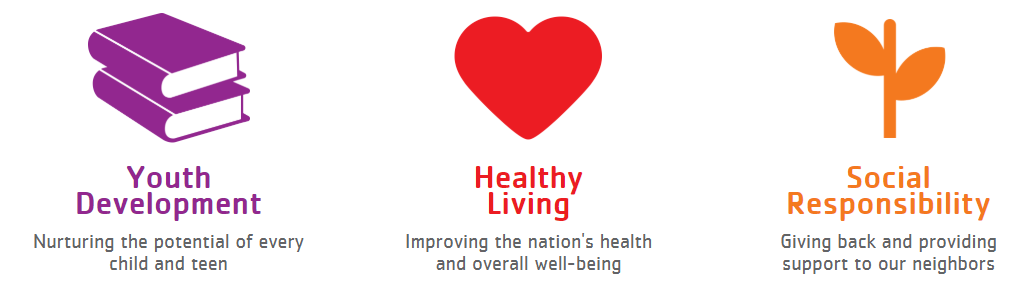 Youth
Development
Nurturing the potential of every
child and teen
Healthy
Living
Improving the nation's health
and overall well-being
Social
Responsibility
Giving back and providing
support to our neighbors